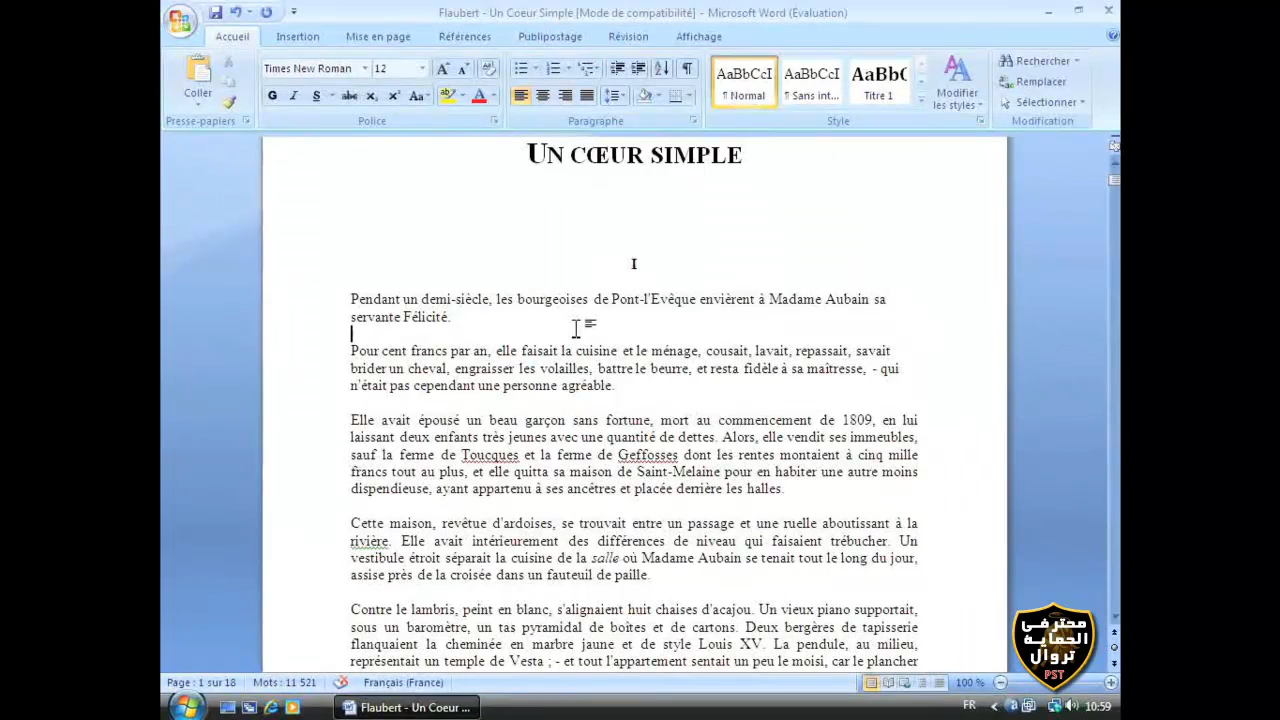 Flaubert - Un Coeur Simple [Mode de compatibilité] - Microsoft Word (Évaluation)
Accueil Insertion Mise en page Références Publipostage Révision Affichage
Coller
Times New Roman 12
G I S abc x₂ x² Aa A
AaBbCcI AaBbCcI AaBbC
¶ Normal ¶ Sans int... Titre 1
Modifier les styles
Rechercher
Remplacer
Sélectionner
Presse-papiers Police Paragraphe Style Modification
UN CŒUR SIMPLE
I
Pendant un demi-siècle, les bourgeoises de Pont-l'Evèque envièrent à Madame Aubain sa
servante Félicité.
Pour cent francs par an, elle faisait la cuisine et le ménage, cousait, lavait, repassait, savait
brider un cheval, engraisser les volailles, battre le beurre, et resta fidèle à sa maîtresse, - qui
n'était pas cependant une personne agréable.
Elle avait épousé un beau garçon sans fortune, mort au commencement de 1809, en lui
laissant deux enfants très jeunes avec une quantité de dettes. Alors, elle vendit ses immeubles,
sauf la ferme de Toucques et la ferme de Geffosses dont les rentes montaient à cinq mille
francs tout au plus, et elle quitta sa maison de Saint-Melaine pour en habiter une autre moins
dispendieuse, ayant appartenu à ses ancêtres et placée derrière les halles.
Cette maison, revêtue d'ardoises, se trouvait entre un passage et une ruelle aboutissant à la
rivière. Elle avait intérieurement des différences de niveau qui faisaient trébucher. Un
vestibule étroit séparait la cuisine de la salle où Madame Aubain se tenait tout le long du jour,
assise près de la croisée dans un fauteuil de paille.
Contre le lambris, peint en blanc, s'alignaient huit chaises d'acajou. Un vieux piano supportait,
sous un baromètre, un tas pyramidal de boîtes et de cartons. Deux bergères de tapisserie
flanquaient la cheminée en marbre jaune et de style Louis XV. La pendule, au milieu,
représentait un temple de Vesta ; - et tout l'appartement sentait un peu le moisi, car le plancher
محترفى
الحماية
تروأل
PST
Page : 1 sur 18 Mots : 11 521 Français (France) 100 %
Flaubert - Un Coeur ... FR 10:59